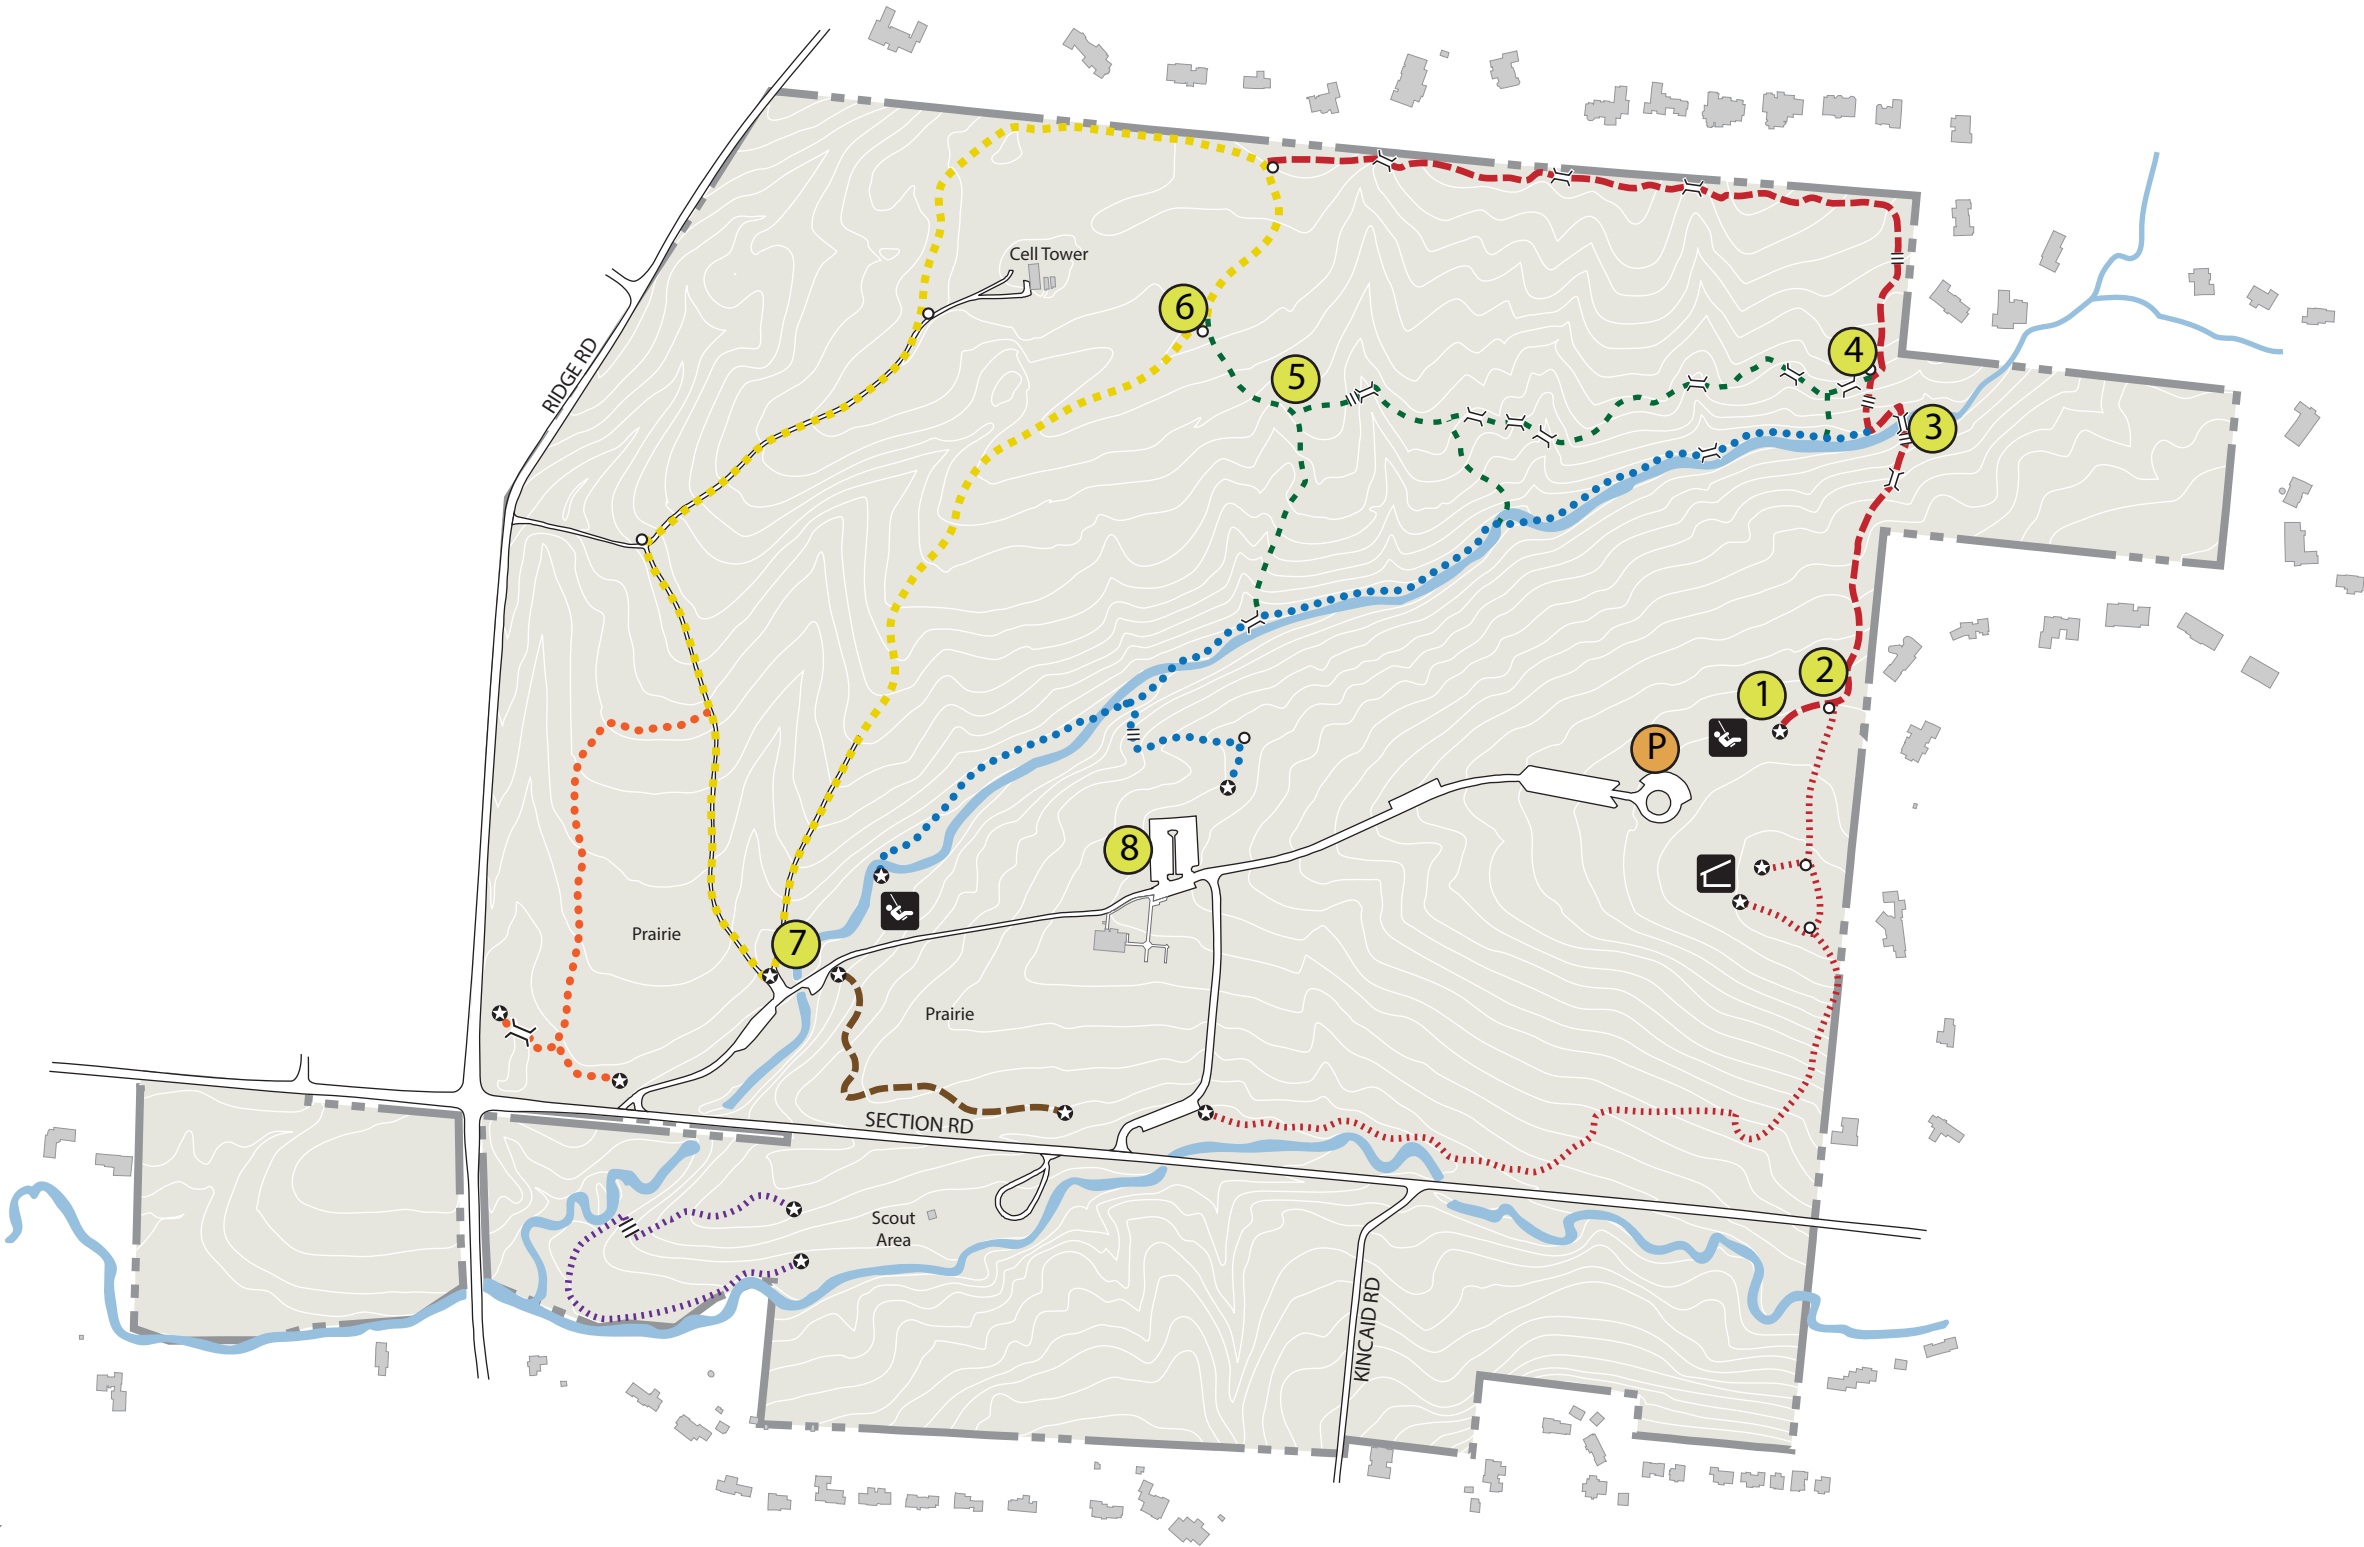 Cell Tower
6
RIDGE RD
5
4
3
2
1
P
8
7
Prairie
Prairie
SECTION RD
Scout
Area
KINCAID RD